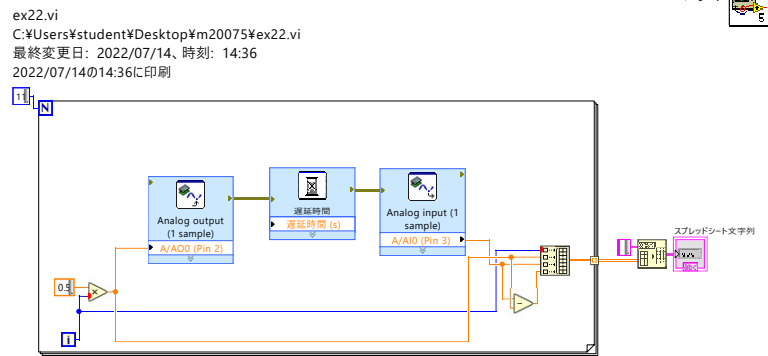 ex22.vi
C:¥Users¥student¥Desktop¥m20075¥ex22.vi
最終変更日: 2022/07/14、時刻: 14:36
2022/07/14の14:36に印刷
5
11
N
Analog output
(1 sample)
A/AO0 (Pin 2)
遅延時間
遅延時間 (s)
Analog input (1
sample)
A/AI0 (Pin 3)
スプレッドシート文字列
abc
0.5
i